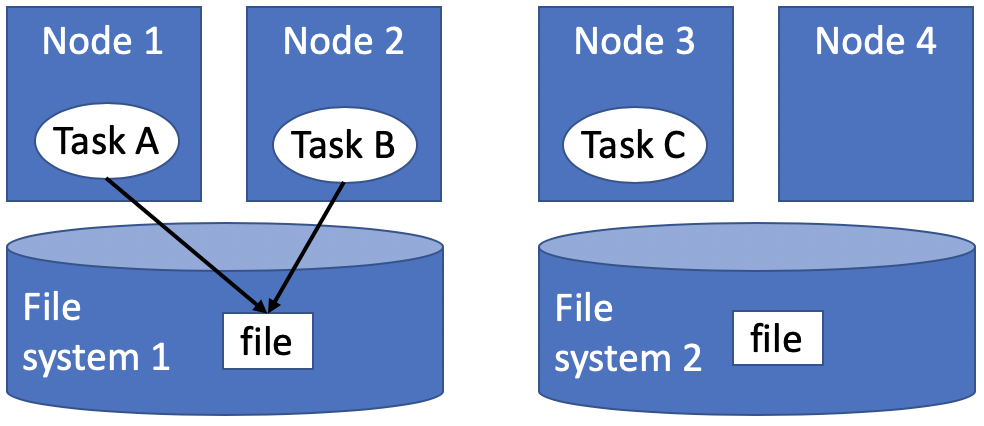 Node 1
Node 2
Node 3
Node 4
Task A
Task B
Task C
File
system 1
file
File
system 2
file